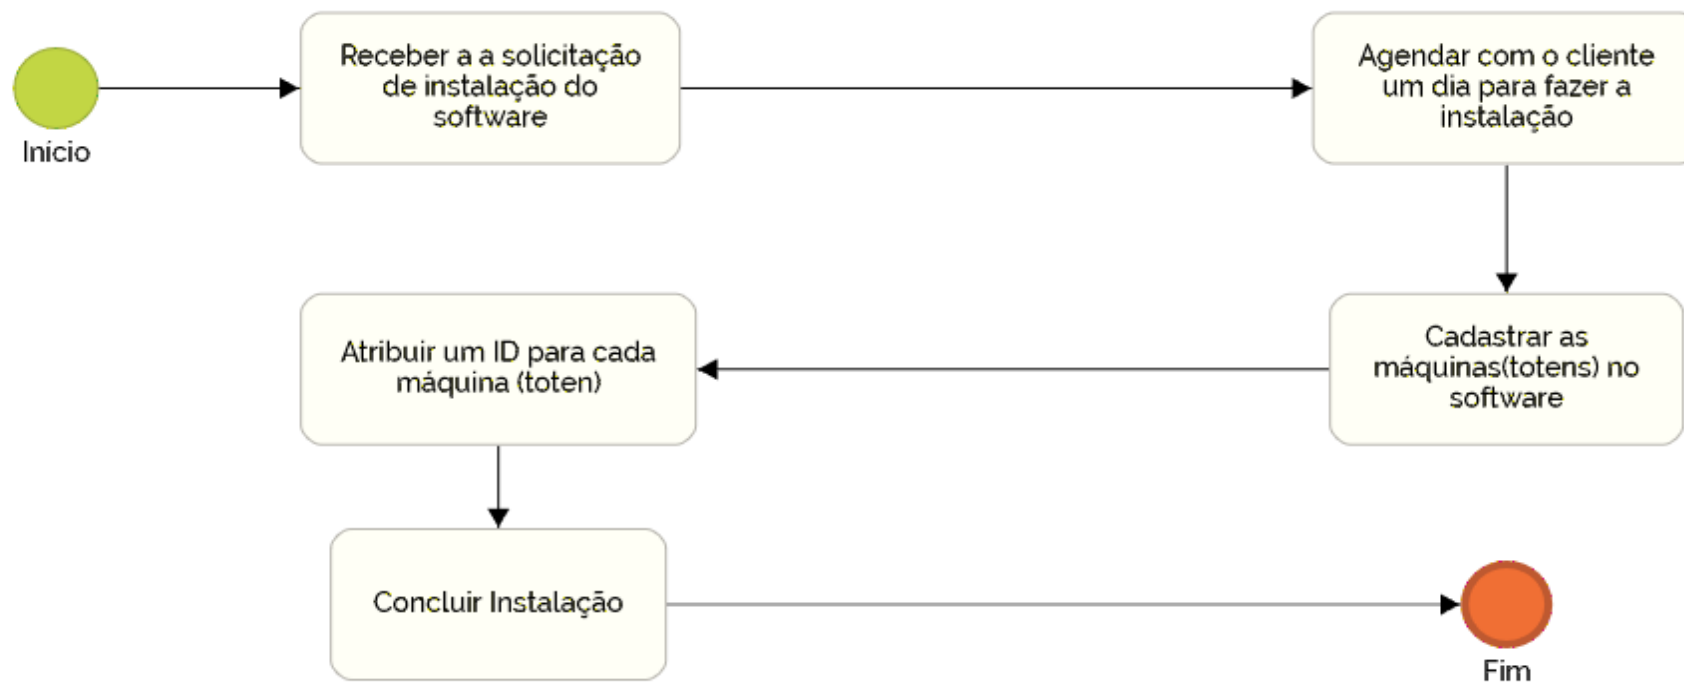 Receber a a solicitação
de instalação do
software
Agendar com o cliente
um dia para fazer a
instalação
Início
Cadastrar as
máquinas(totens) no
software
Atribuir um ID para cada
máquina (toten)
Concluir Instalação
Fim